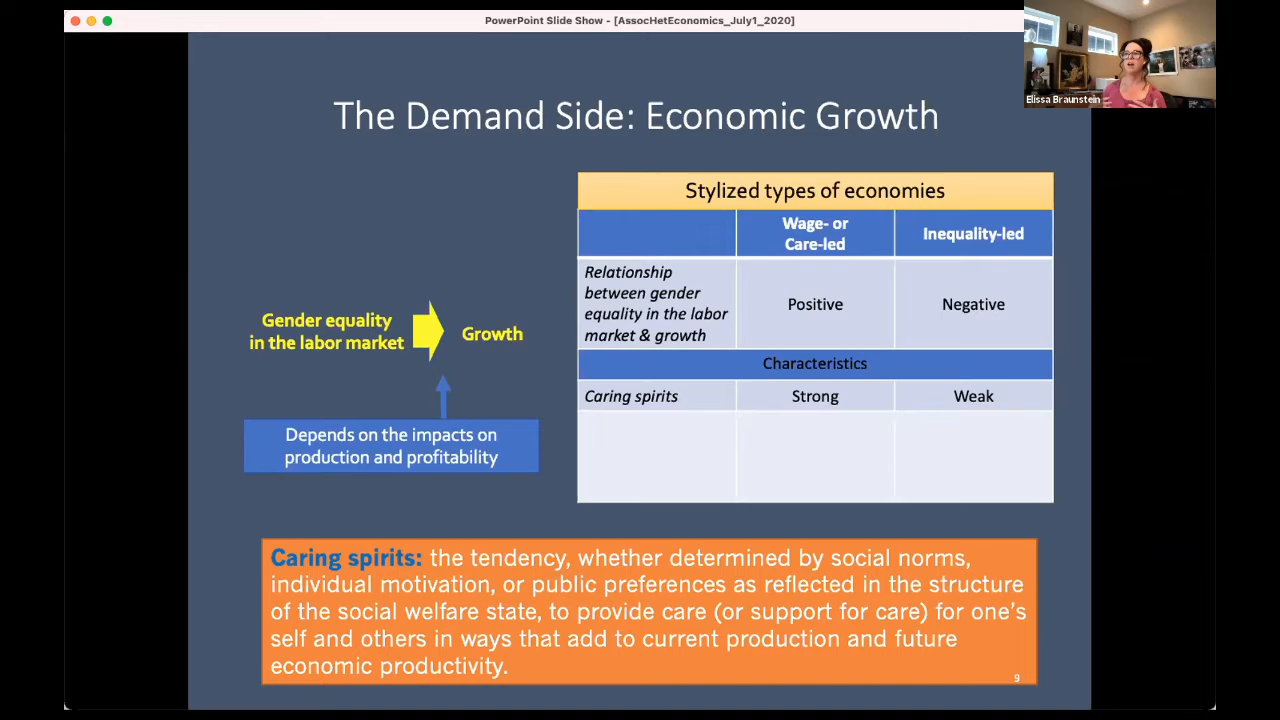 PowerPoint Slide Show - [AssocHetEconomics_July1_2020]
Elissa Braunstein
The Demand Side: Economic Growth
Gender equality
in the labor market
Growth
Depends on the impacts on
production and profitability
Stylized types of economies
Wage- or
Care-led
Inequality-led
Relationship
between gender
equality in the labor
market & growth
Positive
Negative
Characteristics
Caring spirits
Strong
Weak
Caring spirits: the tendency, whether determined by social norms,
individual motivation, or public preferences as reflected in the structure
of the social welfare state, to provide care (or support for care) for one's
self and others in ways that add to current production and future
economic productivity.
9